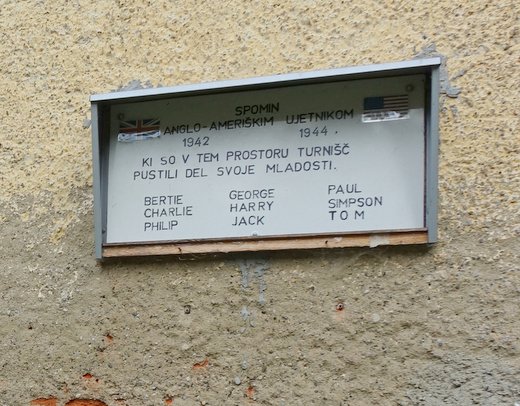 SPOMIN
ANGLO-AMERIŠKIM UJETNIKOM
1942 1944.
KI SO V TEM PROSTORU TURNIŠČ
PUSTILI DEL SVOJE MLADOSTI.
BERTIE GEORGE PAUL
CHARLIE HARRY SIMPSON
PHILIP JACK TOM